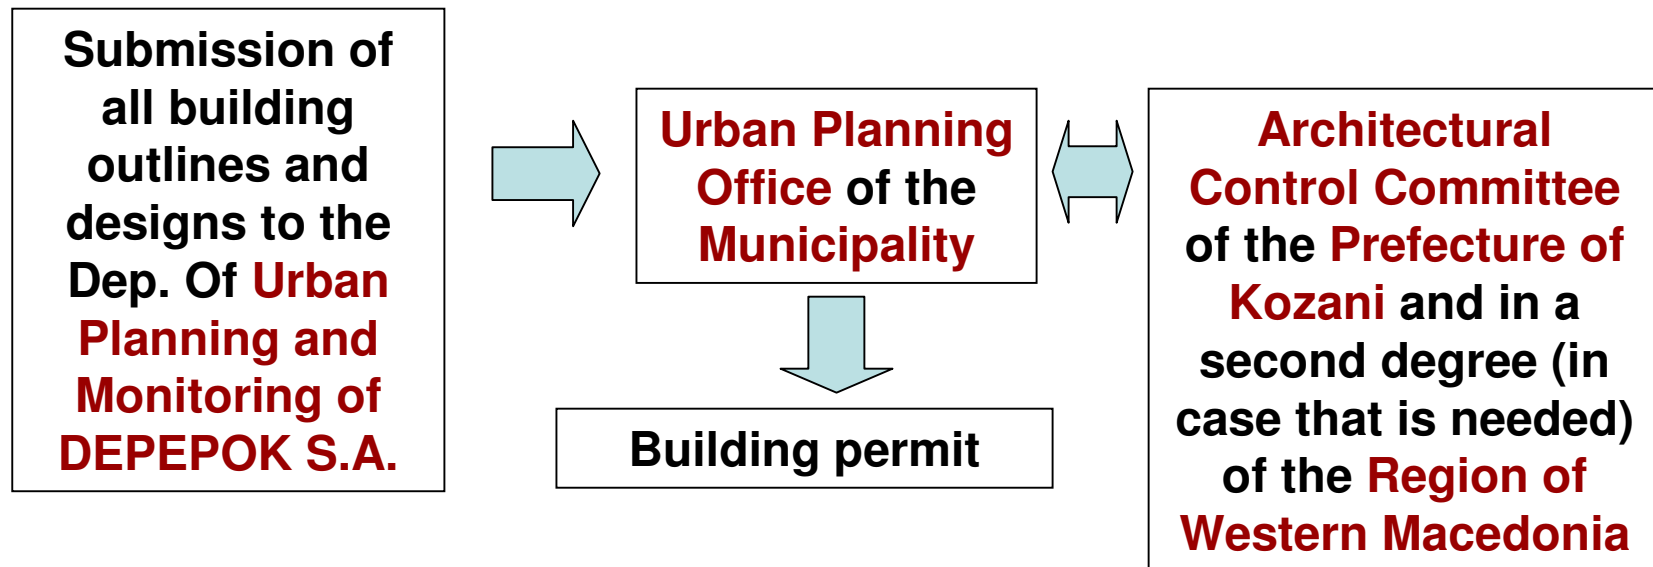 Submission of
all building
outlines and
designs to the
Dep. Of Urban
Planning and
Monitoring of
DEPEPOK S.A.
Urban Planning
Office of the
Municipality
Building permit
Architectural
Control Committee
of the Prefecture of
Kozani and in a
second degree (in
case that is needed)
of the Region of
Western Macedonia